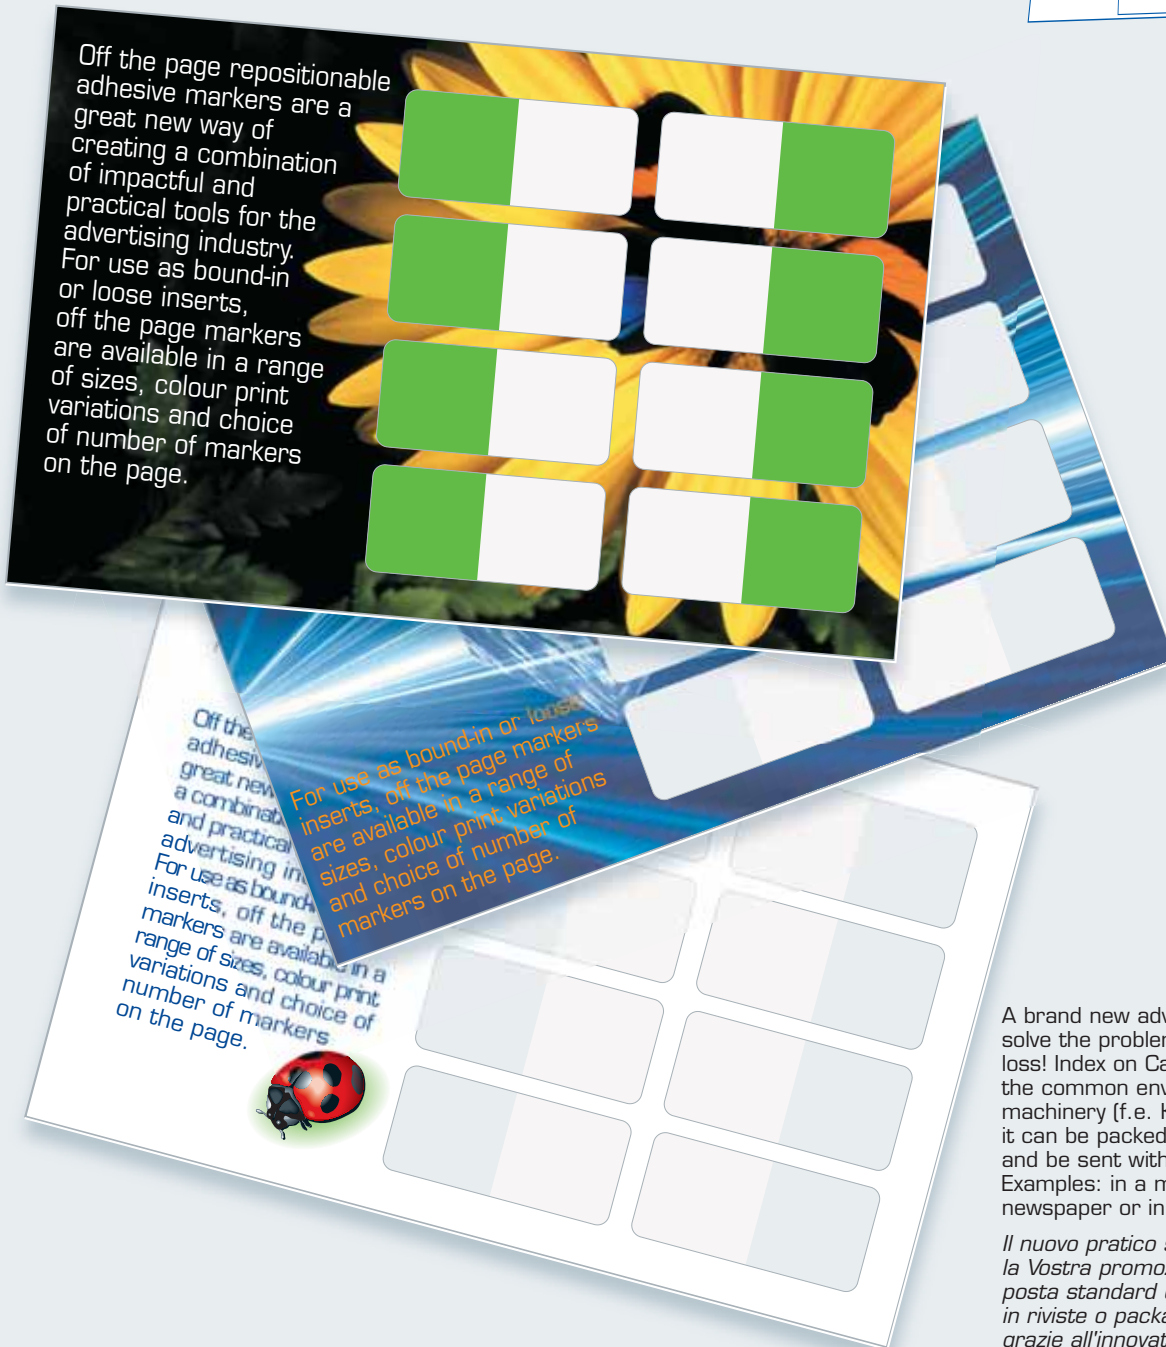 Off the page repositionable
adhesive markers are a
great new way of
creating a combination
of impactful and
practical tools for the
advertising industry.
For use as bound-in
or loose inserts,
off the page markers
are available in a range
of sizes, colour print
variations and choice
of number of markers
on the page.
For use as bound-in or loose
inserts, off the page markers
are available in a range of
sizes, colour print variations
and choice of number of
markers on the page.
Off the
adhesiv
great new
a combinat
and practical
advertising in
For use as bound-
inserts, off the p
markers are available in a
range of sizes, colour print
variations and choice of
number of markers
on the page.
A brand new adv
solve the probler
loss! Index on Ca
the common env
machinery (f.e. H
it can be packed
and be sent with
Examples: in a m
newspaper or in
Il nuovo pratico s
la Vostra promoz
posta standard
in riviste o packa
grazie all'innovat